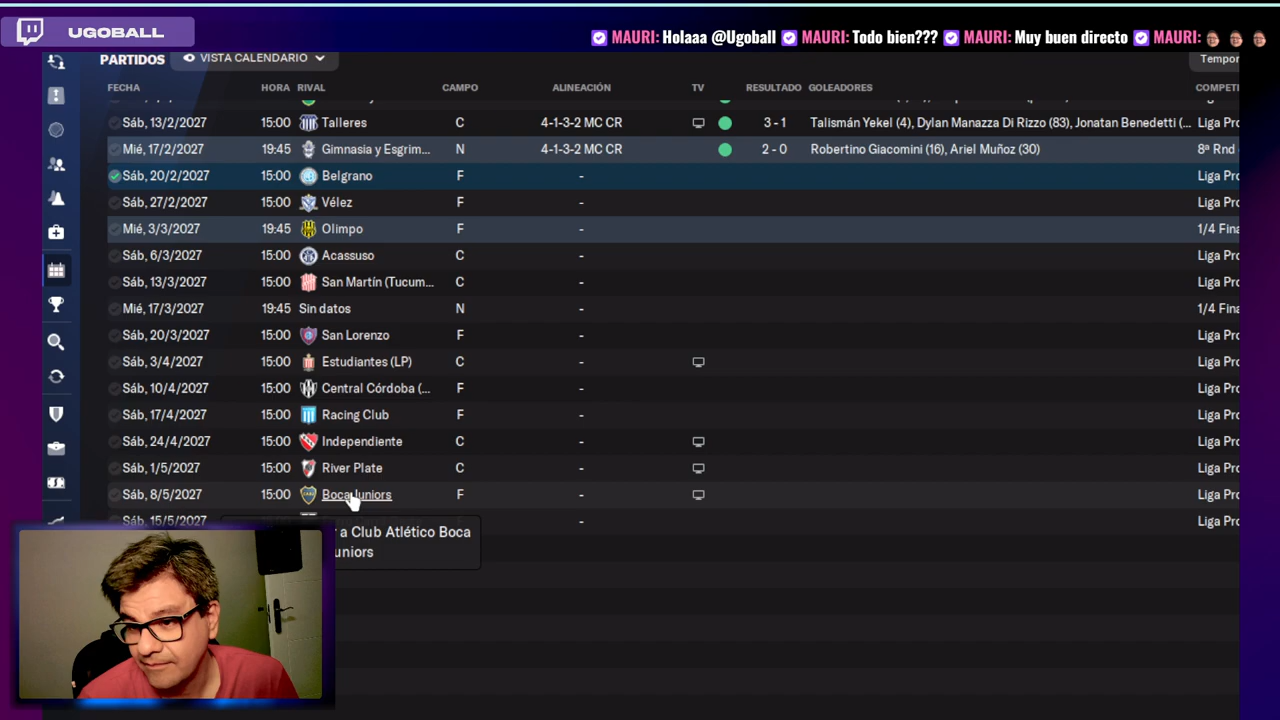 UGOBALL
MAURI: Holaaa @Ugoball MAURI: Todo bien??? MAURI: Muy buen directo MAURI:
PARTIDOS VISTA CALENDARIO Tempor
FECHA HORA RIVAL CAMPO ALINEACIÓN TV RESULTADO GOLEADORES COMPETI
Sáb, 13/2/2027 15:00 Talleres C 4-1-3-2 MC CR 3 - 1 Talismán Yekel (4), Dylan Manazza Di Rizzo (83), Jonatan Benedetti (... Liga Pro
Mié, 17/2/2027 19:45 Gimnasia y Esgrim... N 4-1-3-2 MC CR 2 - 0 Robertino Giacomini (16), Ariel Muñoz (30) 8ª Rnd
Sáb, 20/2/2027 15:00 Belgrano F - Liga Pro
Sáb, 27/2/2027 15:00 Vélez F - Liga Pro
Mié, 3/3/2027 19:45 Olimpo F - 1/4 Fina
Sáb, 6/3/2027 15:00 Acassuso C - Liga Pro
Sáb, 13/3/2027 15:00 San Martín (Tucum... C - Liga Pro
Mié, 17/3/2027 19:45 Sin datos N - 1/4 Fina
Sáb, 20/3/2027 15:00 San Lorenzo F - Liga Pro
Sáb, 3/4/2027 15:00 Estudiantes (LP) C - Liga Pro
Sáb, 10/4/2027 15:00 Central Córdoba (... F - Liga Pro
Sáb, 17/4/2027 15:00 Racing Club F - Liga Pro
Sáb, 24/4/2027 15:00 Independiente C - Liga Pro
Sáb, 1/5/2027 15:00 River Plate C - Liga Pro
Sáb, 8/5/2027 15:00 Boca Juniors F - Liga Pro
Sáb, 15/5/2027 - Liga Pro
a Club Atlético Boca
uniors